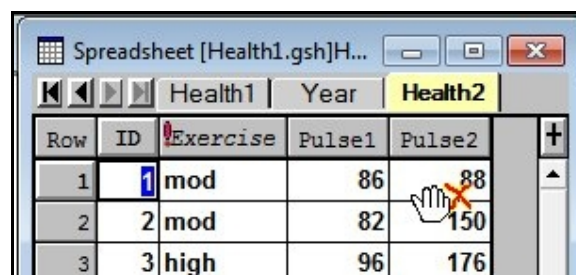 Spreadsheet [Health1.gsh]H...
Health1 Year Health2
Row ID !Exercise Pulse1 Pulse2 +
1 1 mod 86 88
2 2 mod 82 150
3 3 high 96 176